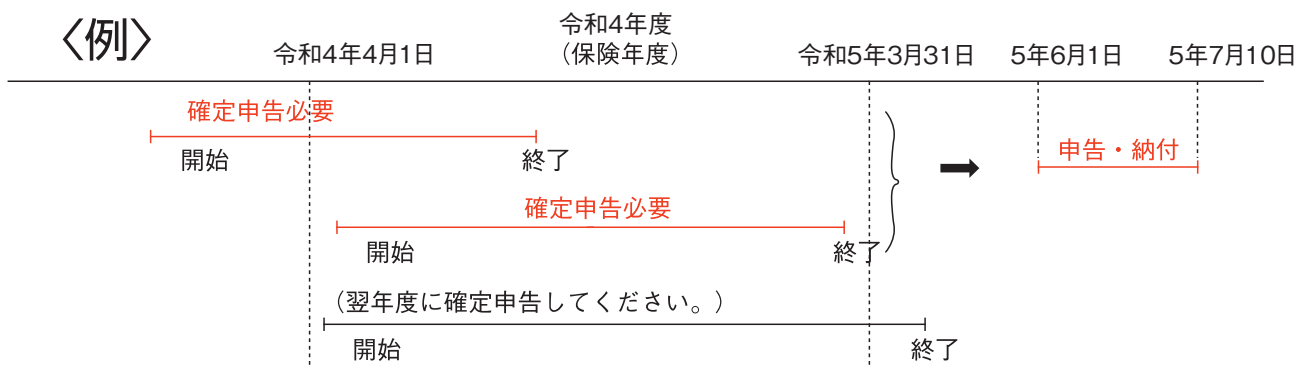 〈例〉
令和4年4月1日
令和4年度
（保険年度）
令和5年3月31日
5年6月1日
5年7月10日
確定申告必要
開始
終了
申告・納付
確定申告必要
開始
終了
（翌年度に確定申告してください。）
開始
終了